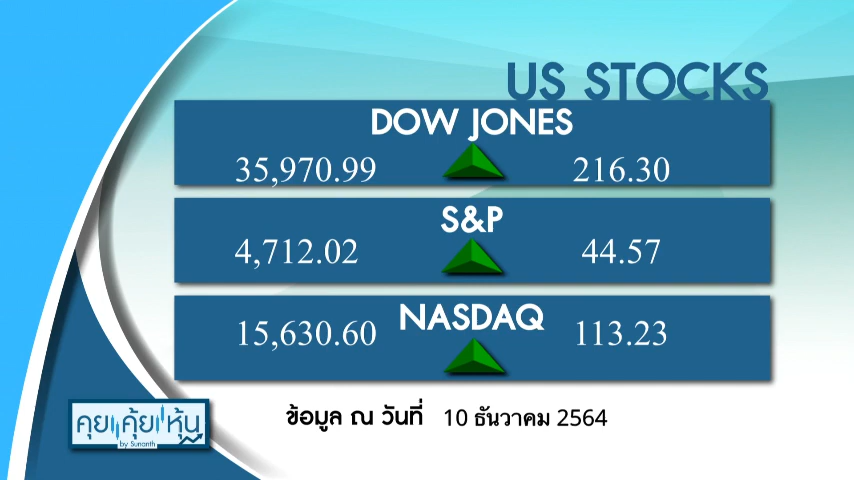 US STOCKS
DOW JONES
35,970.99 216.30
S&P
4,712.02 44.57
NASDAQ
15,630.60 113.23
ข้อมูล ณ วันที่ 10 ธันวาคม 2564
คุย คุ้ย หุ้น
by Sunanth